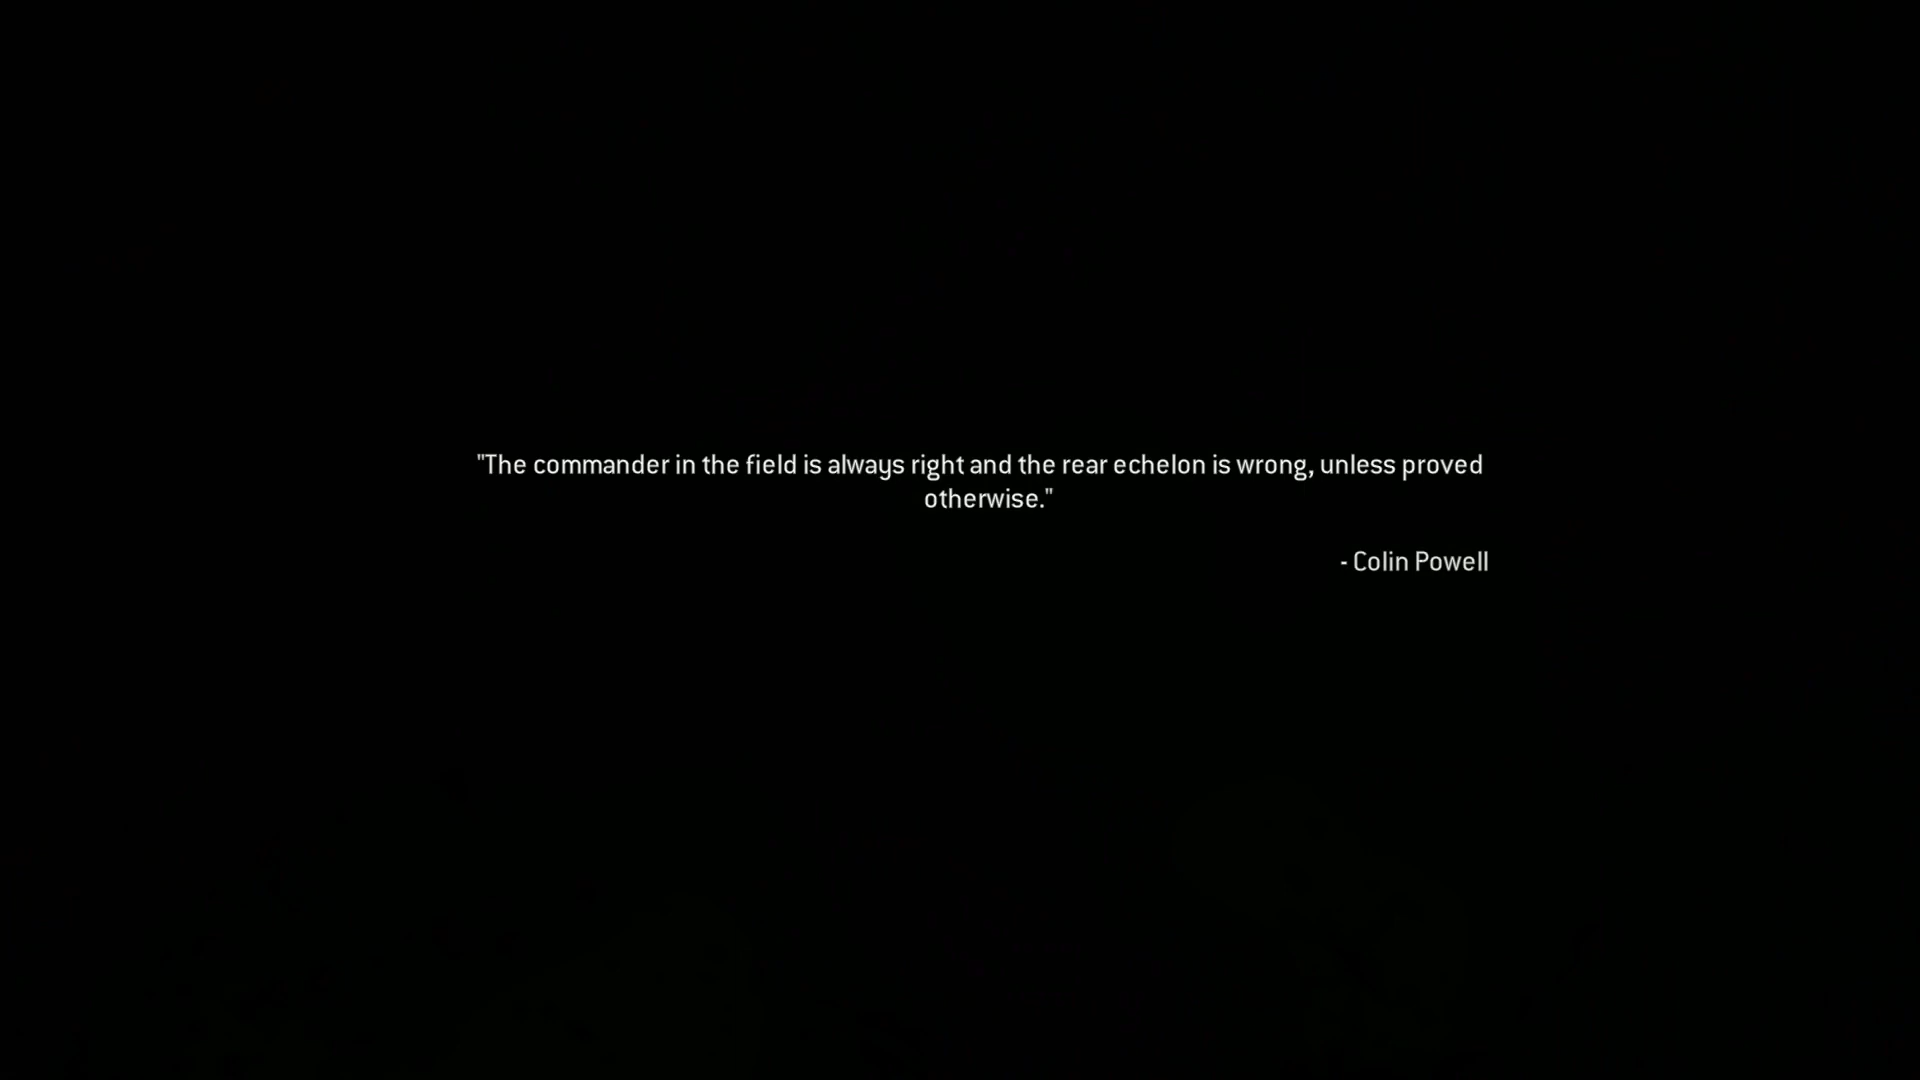 "The commander in the field is always right and the rear echelon is wrong, unless proved
otherwise."
- Colin Powell